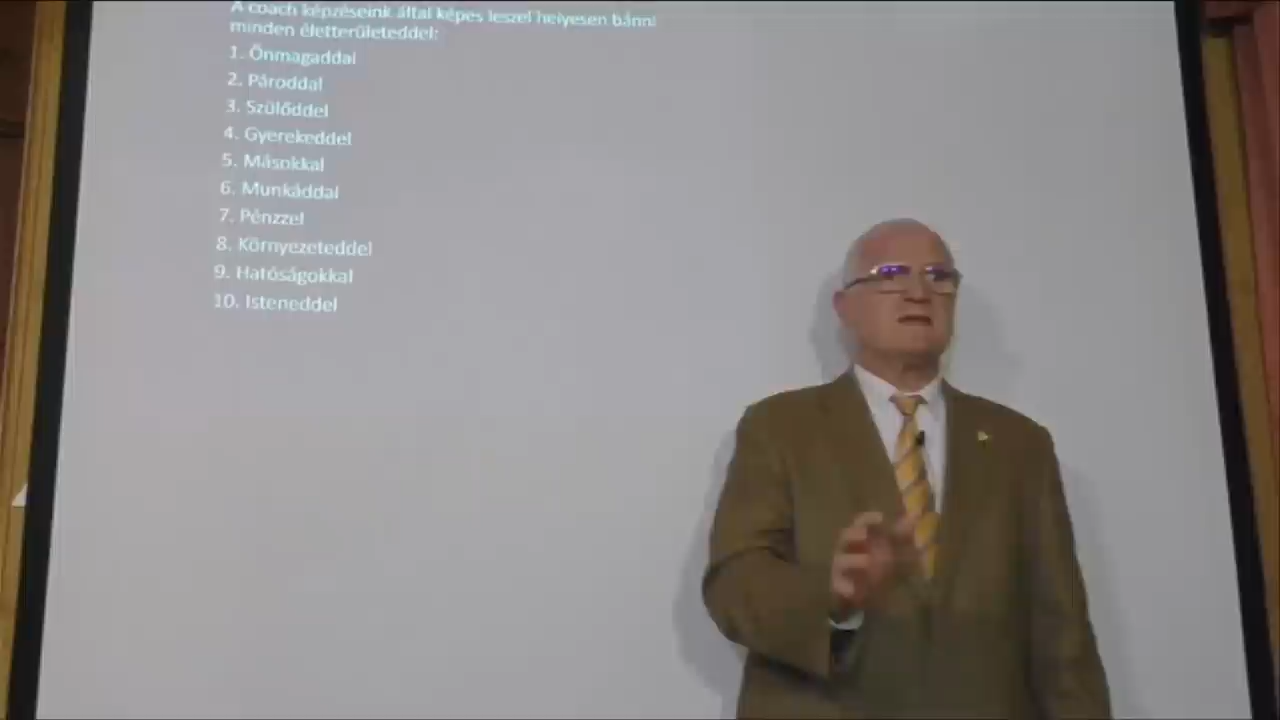 A coach képzéseink által képes leszel helyesen bánni
minden életterületeddel:
1. Önmagaddal
2. Pároddal
3. Szülőddel
4. Gyerekeddel
5. Másokkal
6. Munkáddal
7. Pénzzel
8. Környezeteddel
9. Hatóságokkal
10. Isteneddel